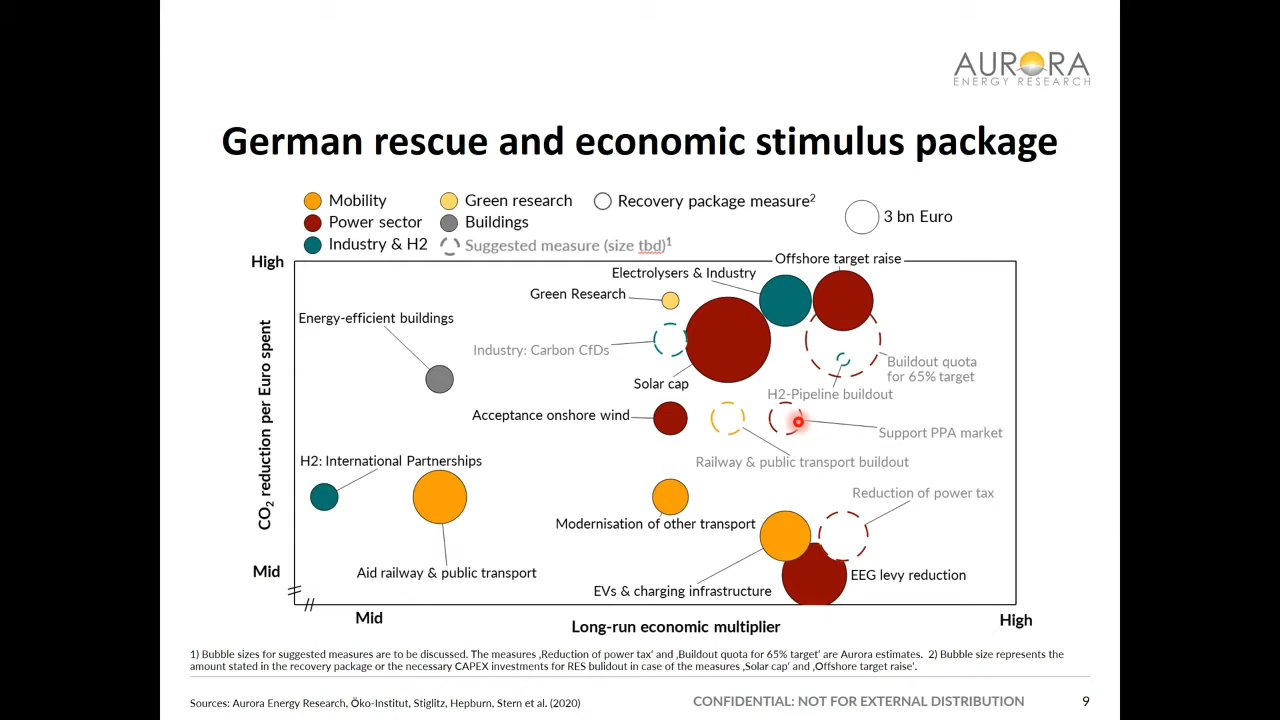 AURORA
ENERGY RESEARCH
German rescue and economic stimulus package
Mobility
Power sector
Industry & H2
Green research
Buildings
Suggested measure (size tbd)1
Recovery package measure2
3 bn Euro
High
CO2 reduction per Euro spent
Mid
Offshore target raise
Electrolysers & Industry
Green Research
Energy-efficient buildings
Industry: Carbon CfDs
Buildout quota
for 65% target
Solar cap
H2-Pipeline buildout
Acceptance onshore wind
Support PPA market
H2: International Partnerships
Railway & public transport buildout
Reduction of power tax
Modernisation of other transport
Aid railway & public transport
EEG levy reduction
EVs & charging infrastructure
Mid
Long-run economic multiplier
High
1) Bubble sizes for suggested measures are to be discussed. The measures ‚Reduction of power tax' and ‚Buildout quota for 65% target' are Aurora estimates. 2) Bubble size represents the
amount stated in the recovery package or the necessary CAPEX investments for RES bulidout in case of the measures ‚Solar cap' and ‚Offshore target raise'.
Sources: Aurora Energy Research, Öko-Institut, Stiglitz, Hepburn, Stern et al. (2020)
CONFIDENTIAL: NOT FOR EXTERNAL DISTRIBUTION
9